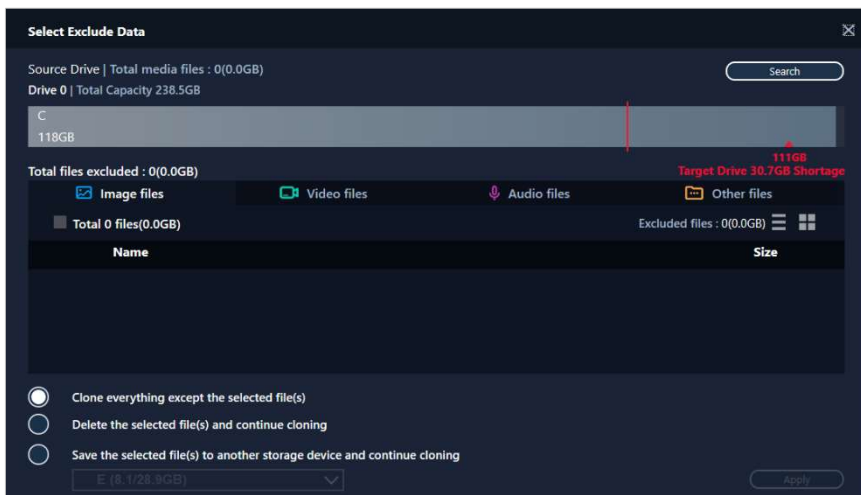 Select Exclude Data
Source Drive | Total media files : 0(0.0GB)
Search
Drive 0 | Total Capacity 238.5GB
C
118GB
111GB
Total files excluded : 0(0.0GB)
Target Drive 30.7GB Shortage
Image files Video files Audio files Other files
Total 0 files(0.0GB) Excluded files : 0(0.0GB)
Name Size
Clone everything except the selected file(s)
Delete the selected file(s) and continue cloning
Save the selected file(s) to another storage device and continue cloning
E (8.1/28.9GB) Apply